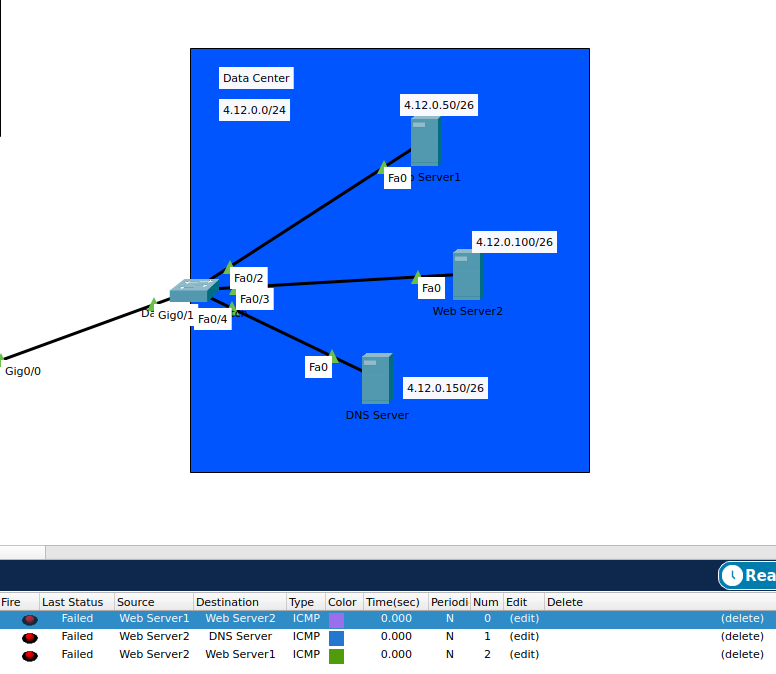 Data Center
4.12.0.0/24
4.12.0.50/26
Fa0
Server1
4.12.0.100/26
Fa0/2
Fa0
Fa0/3
Web Server2
Gig0/1
Fa0/4
Gig0/0
Fa0
4.12.0.150/26
DNS Server
Fire Last Status Source Destination Type Color Time(sec) Periodi Num Edit Delete
Failed Web Server1 Web Server2 ICMP 0.000 N 0 (edit) (delete)
Failed Web Server2 DNS Server ICMP 0.000 N 1 (edit) (delete)
Failed Web Server2 Web Server1 ICMP 0.000 N 2 (edit) (delete)